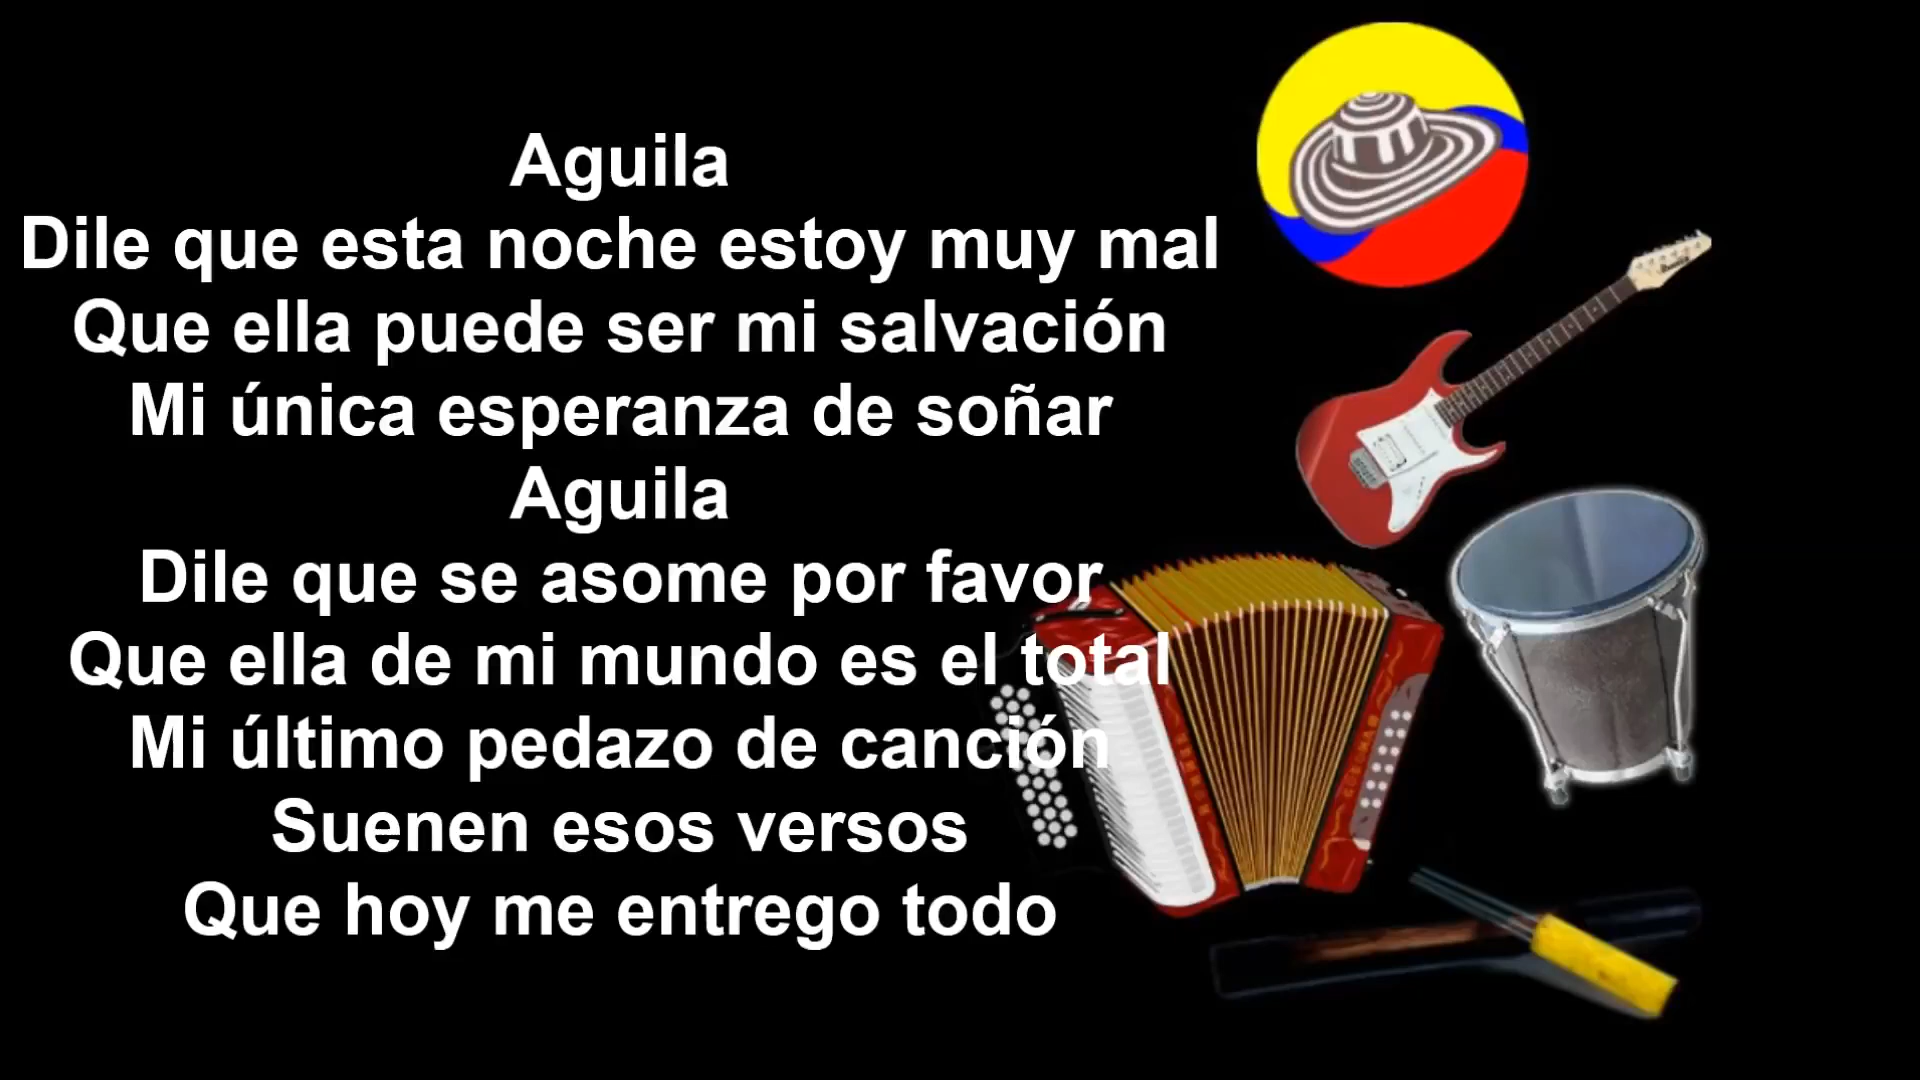 Aguila
Dile que esta noche estoy muy mal
Que ella puede ser mi salvación
Mi única esperanza de soñar
Aguila
Dile que se asome por favor
Que ella de mi mundo es el total
Mi último pedazo de canción
Suenen esos versos
Que hoy me entrego todo